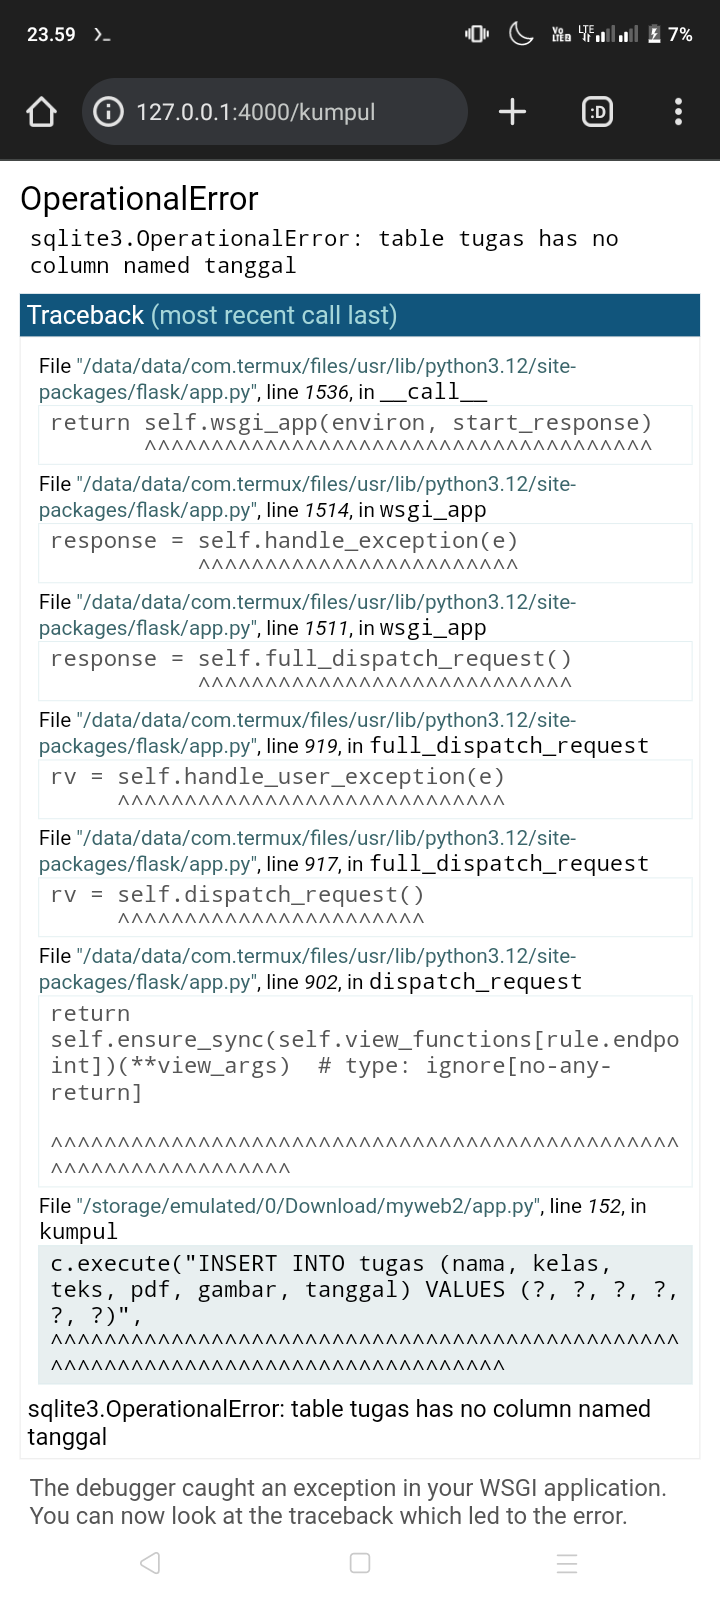 23.59 >_ Vo LTE LTE 7%
127.0.0.1:4000/kumpul :D
OperationalError
sqlite3.OperationalError: table tugas has no
column named tanggal
Traceback (most recent call last)
File "/data/data/com.termux/files/usr/lib/python3.12/site-
packages/flask/app.py", line 1536, in __call__
return self.wsgi_app(environ, start_response)
^^^^^^^^^^^^^^^^^^^^^^^^^^^^^^^^^^^^^^
File "/data/data/com.termux/files/usr/lib/python3.12/site-
packages/flask/app.py", line 1514, in wsgi_app
response = self.handle_exception(e)
^^^^^^^^^^^^^^^^^^^^^^^^
File "/data/data/com.termux/files/usr/lib/python3.12/site-
packages/flask/app.py", line 1511, in wsgi_app
response = self.full_dispatch_request()
^^^^^^^^^^^^^^^^^^^^^^^^^^^^
File "/data/data/com.termux/files/usr/lib/python3.12/site-
packages/flask/app.py", line 919, in full_dispatch_request
rv = self.handle_user_exception(e)
^^^^^^^^^^^^^^^^^^^^^^^^^^^^^
File "/data/data/com.termux/files/usr/lib/python3.12/site-
packages/flask/app.py", line 917, in full_dispatch_request
rv = self.dispatch_request()
^^^^^^^^^^^^^^^^^^^^^^^
File "/data/data/com.termux/files/usr/lib/python3.12/site-
packages/flask/app.py", line 902, in dispatch_request
return
self.ensure_sync(self.view_functions[rule.endpo
int])(**view_args)  # type: ignore[no-any-
return]
^^^^^^^^^^^^^^^^^^^^^^^^^^^^^^^^^^^^^^^^^^^^^^^
^^^^^^^^^^^^^^^^^^
File "/storage/emulated/0/Download/myweb2/app.py", line 152, in
kumpul
c.execute("INSERT INTO tugas (nama, kelas,
teks, pdf, gambar, tanggal) VALUES (?, ?, ?, ?,
?, ?)",
^^^^^^^^^^^^^^^^^^^^^^^^^^^^^^^^^^^^^^^^^^^^^^^
^^^^^^^^^^^^^^^^^^^^^^^^^^^^^^^^^^
sqlite3.OperationalError: table tugas has no column named
tanggal
The debugger caught an exception in your WSGI application.
You can now look at the traceback which led to the error.